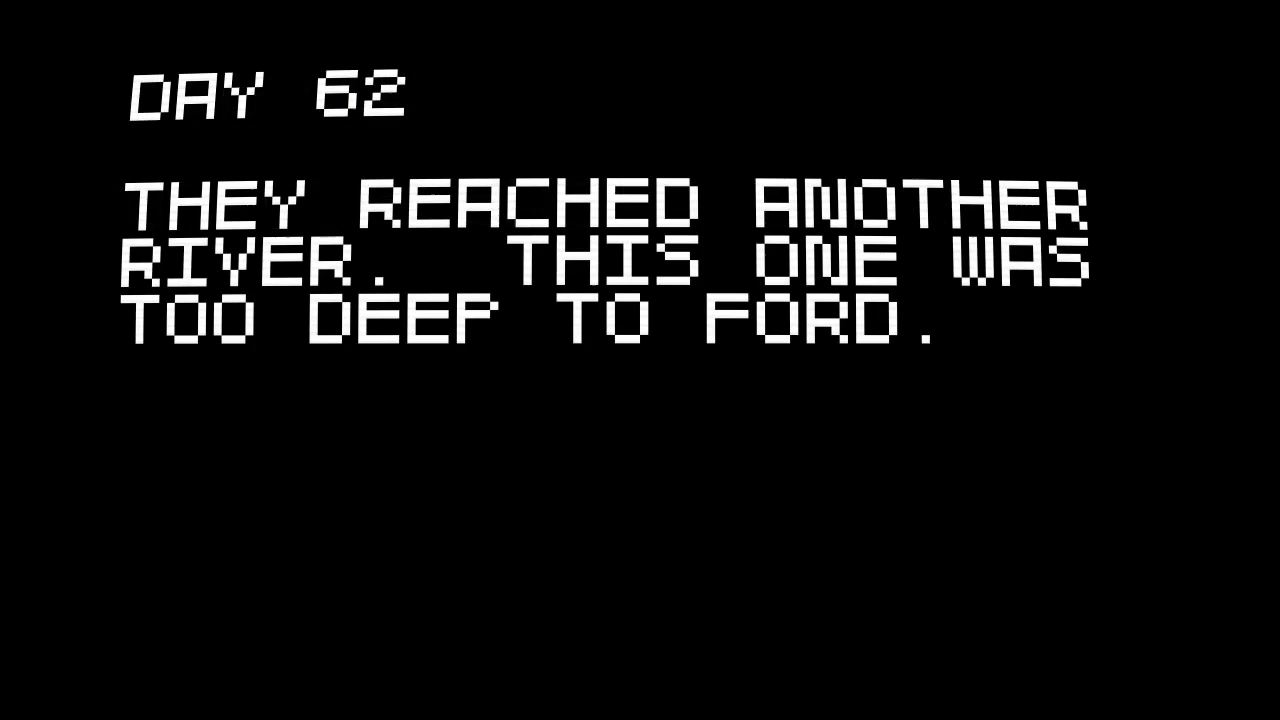 DAY 62
THEY REACHED ANOTHER
RIVER.  THIS ONE WAS
TOO DEEP TO FORD.